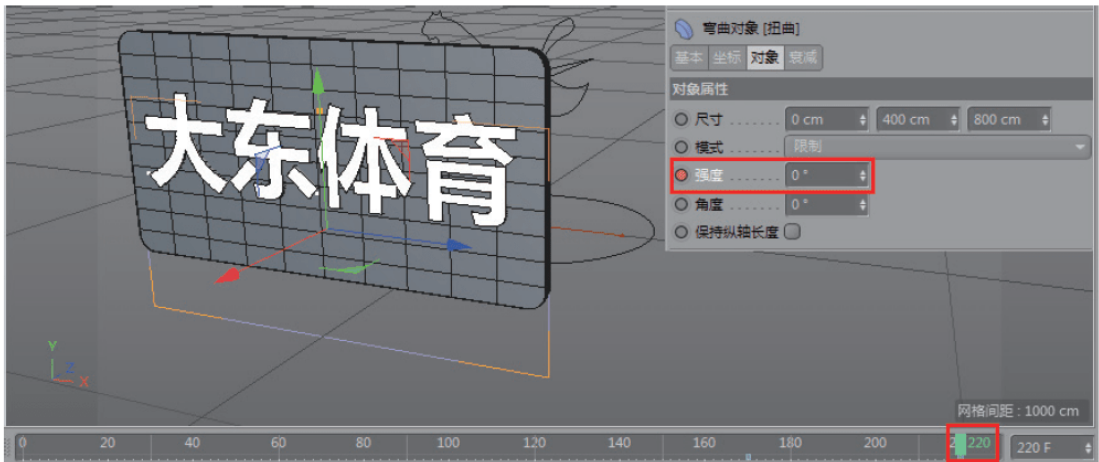 弯曲对象 [扭曲]
基本 坐标 对象 衰减
对象属性
尺寸 ....... 0 cm 400 cm 800 cm
模式 ....... 限制
强度 ....... 0 °
角度 ....... 0 °
保持纵轴长度
大东体育
Y
Z
X
网格间距 : 1000 cm
0 20 40 60 80 100 120 140 160 180 200 220 220 F